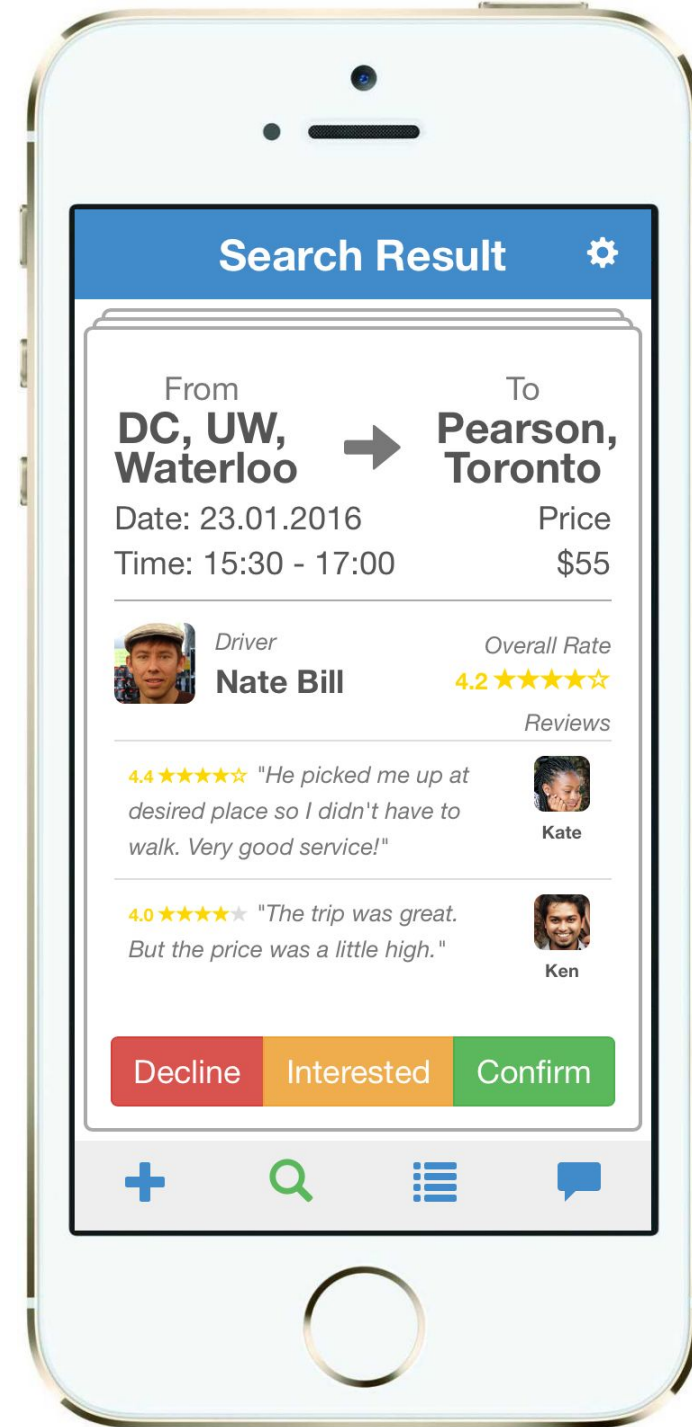 Search Result
From
DC, UW,
Waterloo
To
Pearson,
Toronto
Date: 23.01.2016
Price
Time: 15:30 - 17:00
$55
Driver
Nate Bill
Overall Rate
4.2 ★★★★☆
Reviews
4.4 ★★★★☆ "He picked me up at
desired place so I didn't have to
walk. Very good service!"
Kate
4.0 ★★★★★ "The trip was great.
But the price was a little high."
Ken
Decline
Interested
Confirm